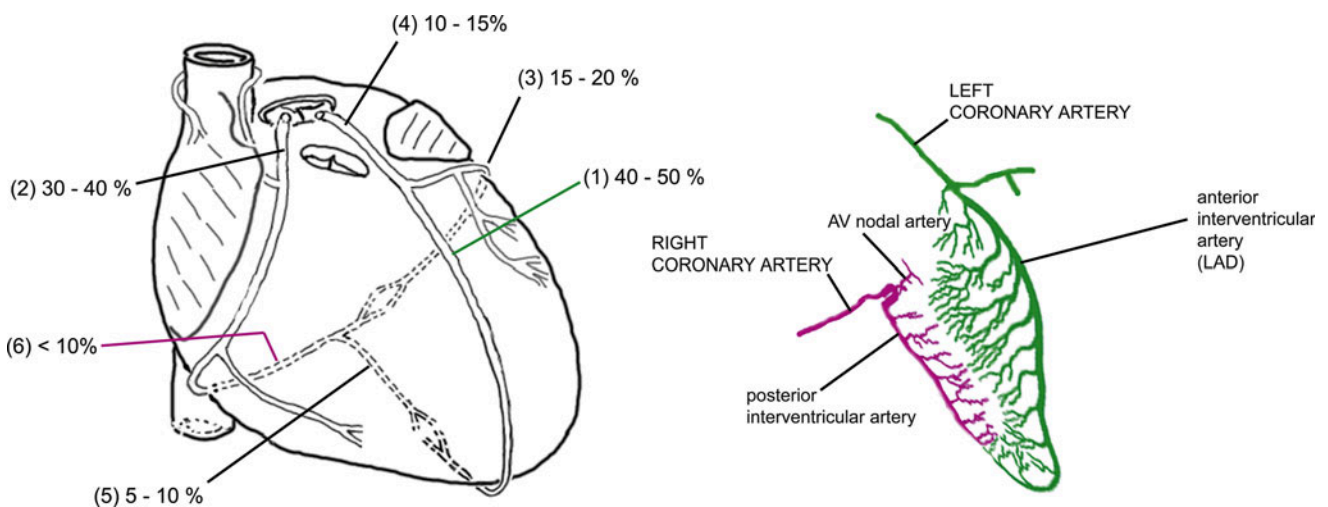 (4) 10 - 15%
(3) 15 - 20 %
(2) 30 - 40 %
(1) 40 - 50 %
(6) < 10%
(5) 5 - 10 %
LEFT
CORONARY ARTERY
AV nodal artery
RIGHT
CORONARY ARTERY
anterior
interventricular
artery
(LAD)
posterior
interventricular artery